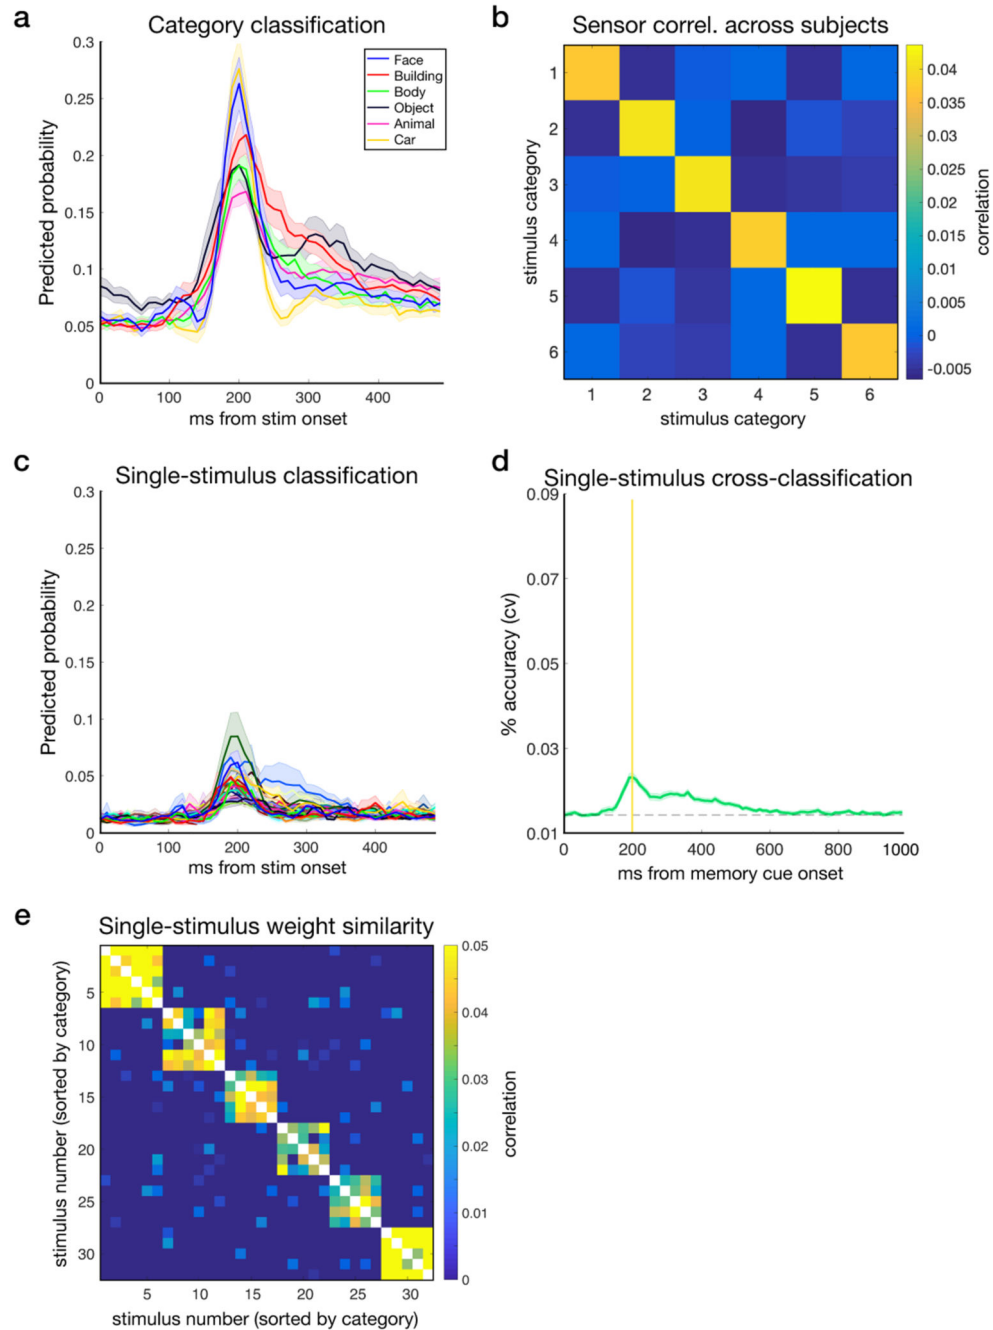 a
Category classification
0.3
0.25
0.2
0.15
0.1
0.05
0
Predicted probability
Face
Building
Body
Object
Animal
Car
0 100 200 300 400
ms from stim onset
b
Sensor correl. across subjects
1
2
3
4
5
6
stimulus category
1 2 3 4 5 6
stimulus category
0.04
0.035
0.03
0.025
0.02
0.015
0.01
0.005
0
-0.005
correlation
c
Single-stimulus classification
0.3
0.25
0.2
0.15
0.1
0.05
0
Predicted probability
0 100 200 300 400
ms from stim onset
d
Single-stimulus cross-classification
0.09
0.07
0.05
0.03
0.01
% accuracy (cv)
0 200 400 600 800 1000
ms from memory cue onset
e
Single-stimulus weight similarity
5
10
15
20
25
30
stimulus number (sorted by category)
5 10 15 20 25 30
stimulus number (sorted by category)
0.05
0.04
0.03
0.02
0.01
0
correlation